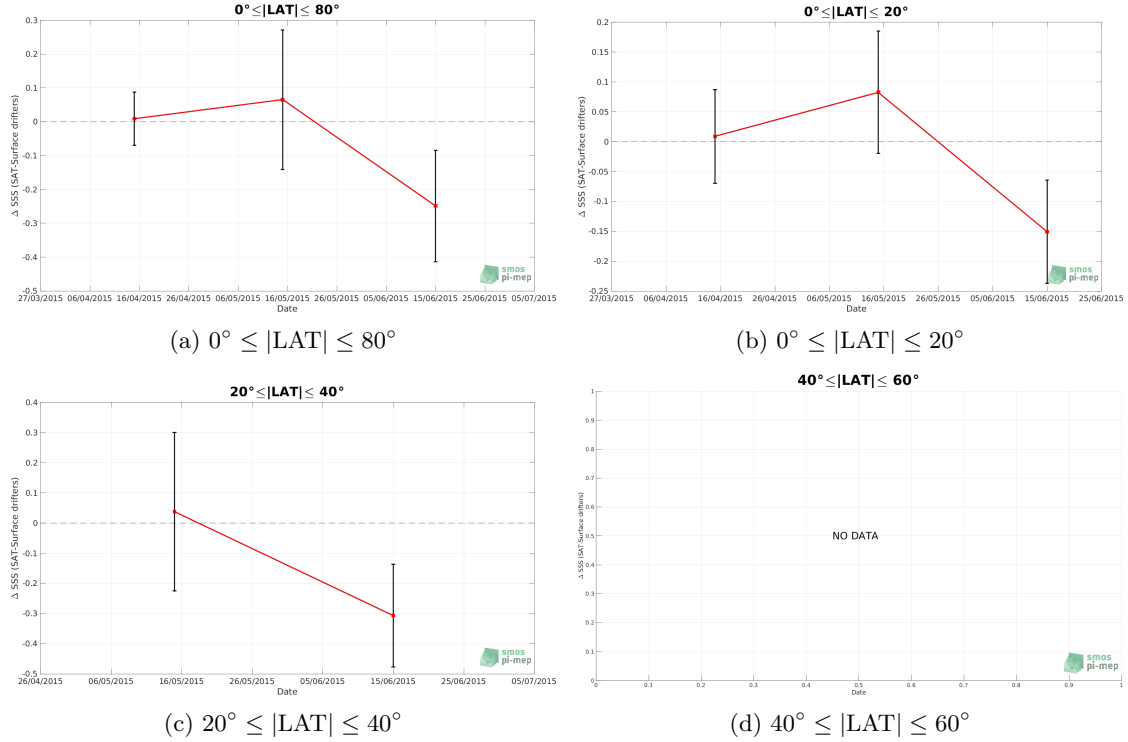 0°≤|LAT|≤ 80°
0.3
0.2
0.1
0
-0.1
-0.2
-0.3
-0.4
-0.5
Δ SSS (SAT-Surface drifters)
27/03/2015 06/04/2015 16/04/2015 26/04/2015 06/05/2015 16/05/2015 26/05/2015 05/06/2015 15/06/2015 25/06/2015 05/07/2015
Date
smos
pi-mep
(a) 0° ≤ |LAT| ≤ 80°
0°≤|LAT|≤ 20°
0.2
0.15
0.1
0.05
0
-0.05
-0.1
-0.15
-0.2
-0.25
Δ SSS (SAT-Surface drifters)
27/03/2015 06/04/2015 16/04/2015 26/04/2015 06/05/2015 16/05/2015 26/05/2015 05/06/2015 15/06/2015 25/06/2015
Date
smos
pi-mep
(b) 0° ≤ |LAT| ≤ 20°
20°≤|LAT|≤ 40°
0.4
0.3
0.2
0.1
0
-0.1
-0.2
-0.3
-0.4
-0.5
Δ SSS (SAT-Surface drifters)
26/04/2015 06/05/2015 16/05/2015 26/05/2015 05/06/2015 15/06/2015 25/06/2015 05/07/2015
Date
smos
pi-mep
(c) 20° ≤ |LAT| ≤ 40°
40°≤|LAT|≤ 60°
1
0.9
0.8
0.7
0.6
0.5
0.4
0.3
0.2
0.1
0
Δ SSS (SAT-Surface drifters)
NO DATA
0 0.1 0.2 0.3 0.4 0.5 0.6 0.7 0.8 0.9 1
Date
smos
pi-mep
(d) 40° ≤ |LAT| ≤ 60°